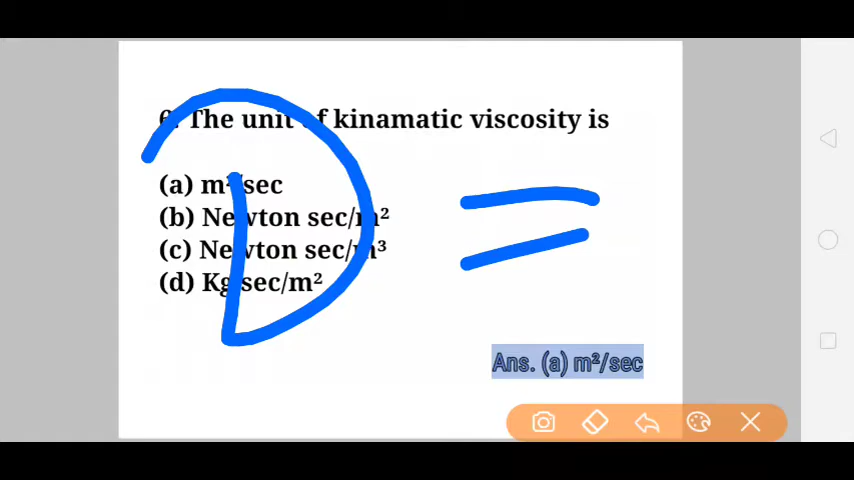 6. The unit of kinamatic viscosity is
(a) m²/sec
(b) Newton sec/m²
(c) Newton sec/m³
(d) Kg sec/m²
Ans. (a) m²/sec